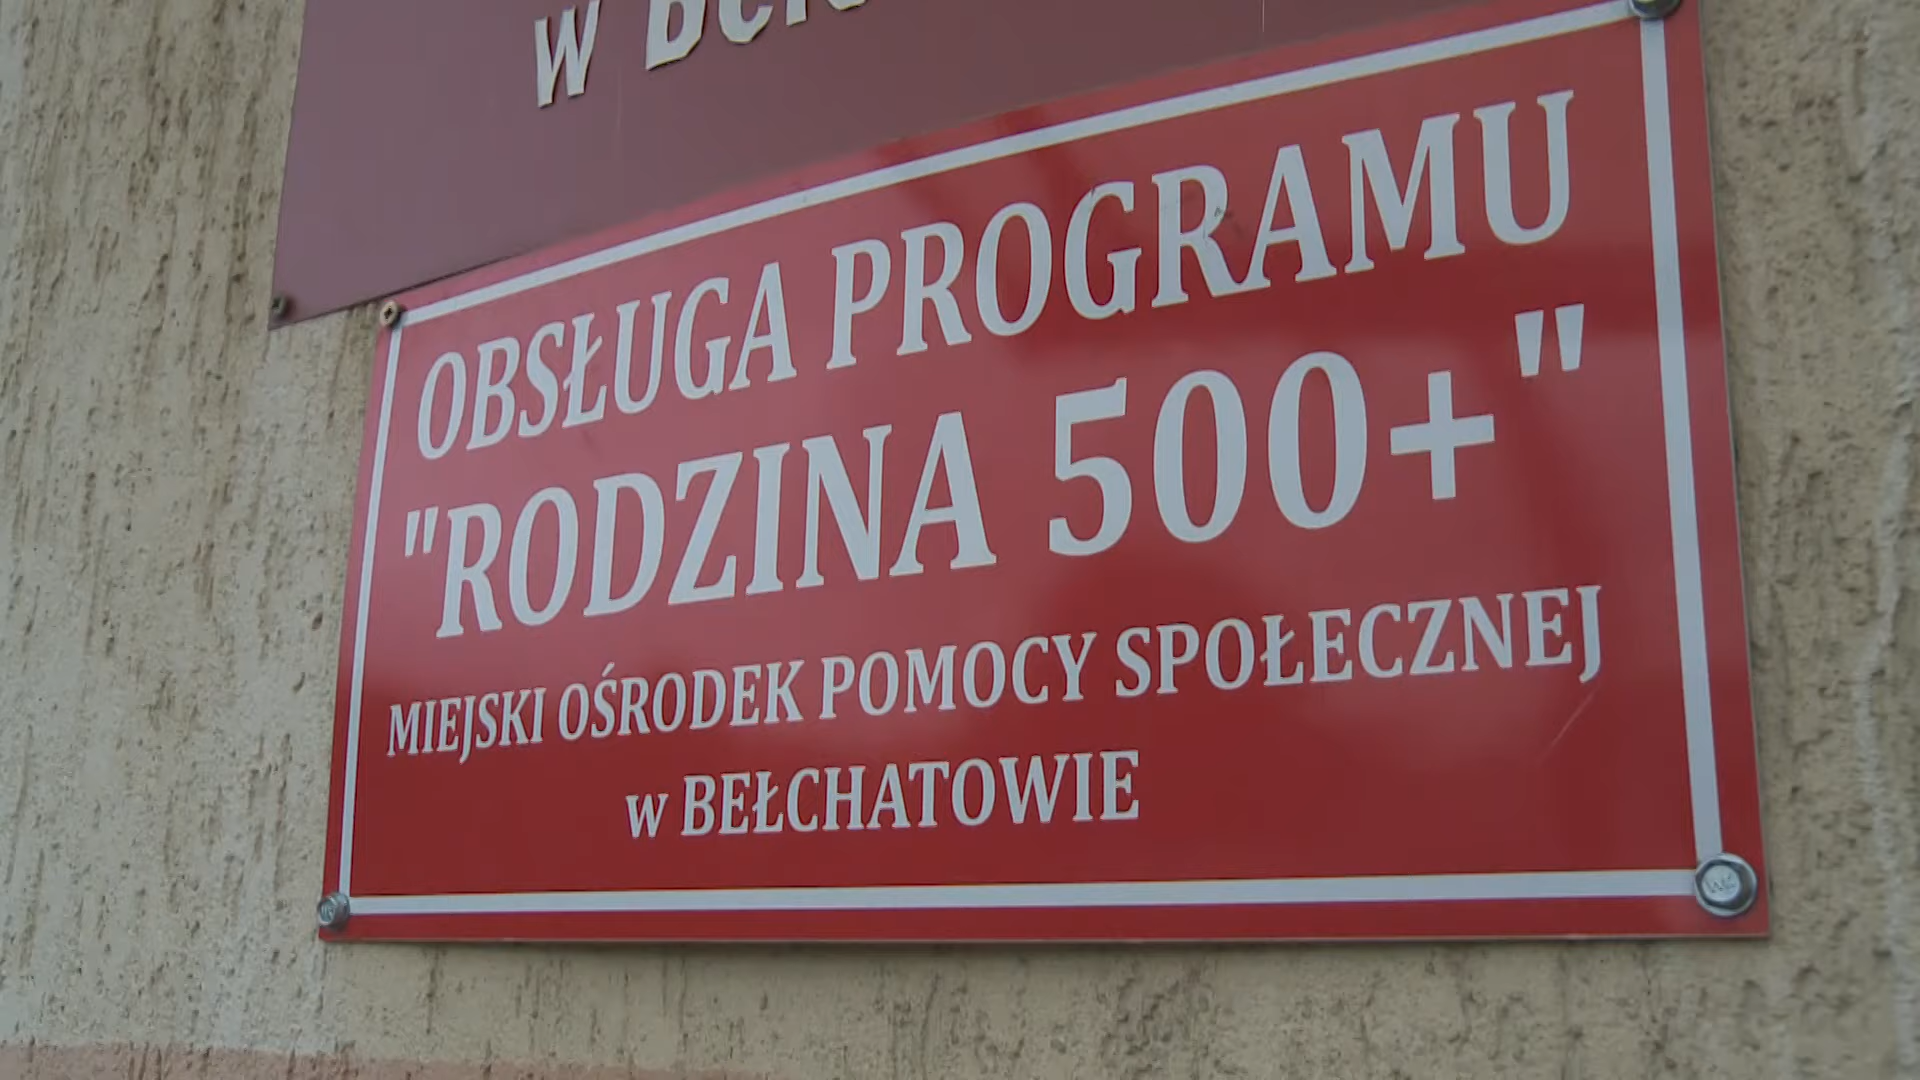 W
OBSŁUGA PROGRAMU
"RODZINA 500+"
MIEJSKI OŚRODEK POMOCY SPOŁECZNEJ
w BEŁCHATOWIE